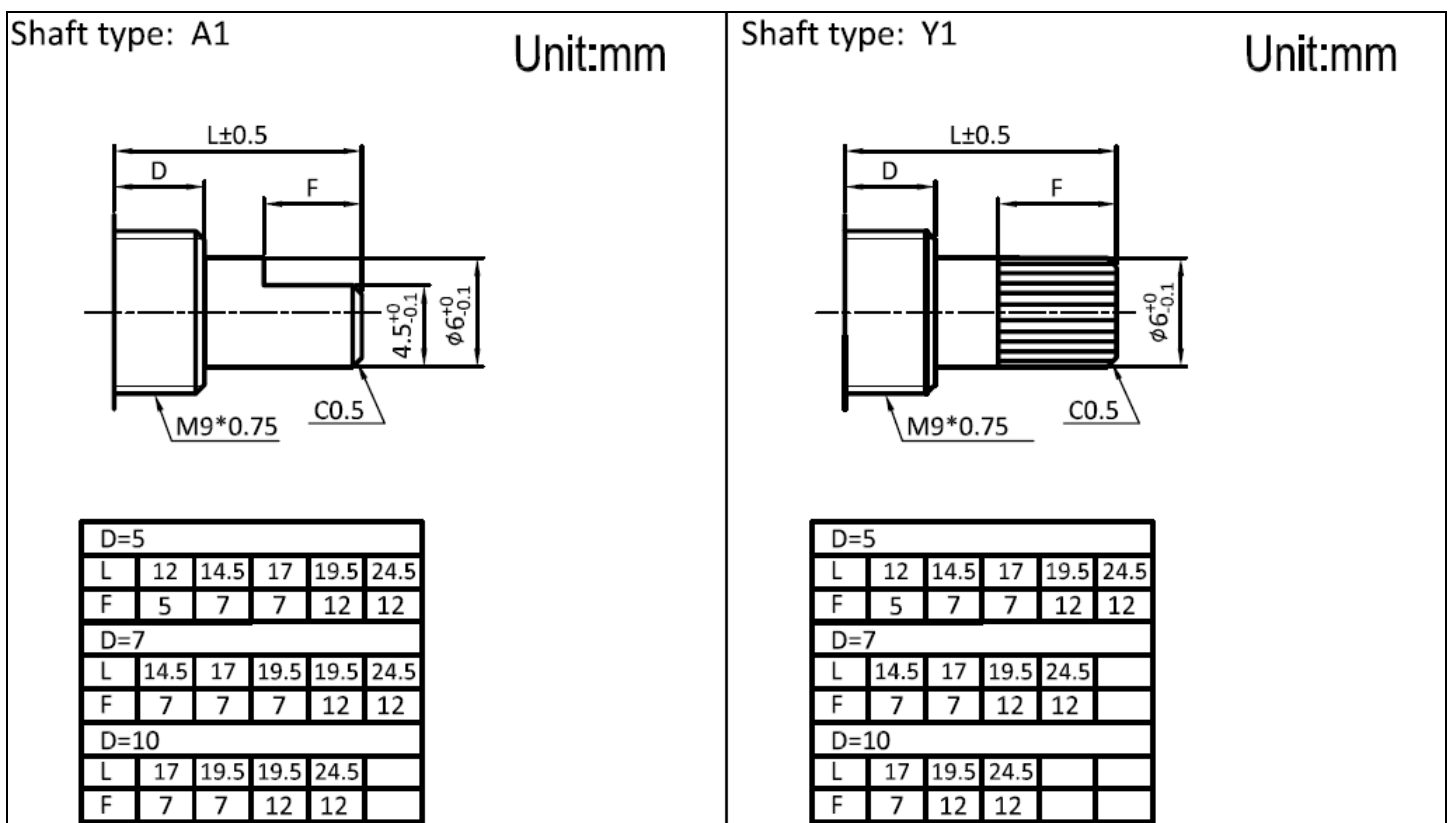 Shaft type: A1
Unit:mm
L±0.5
D
F
4.5+0-0.1
ø6+0-0.1
M9*0.75
C0.5
D=5
L 12 14.5 17 19.5 24.5
F 5 7 7 12 12
D=7
L 14.5 17 19.5 19.5 24.5
F 7 7 7 12 12
D=10
L 17 19.5 19.5 24.5
F 7 7 12 12
Shaft type: Y1
Unit:mm
L±0.5
D
F
ø6+0-0.1
M9*0.75
C0.5
D=5
L 12 14.5 17 19.5 24.5
F 5 7 7 12 12
D=7
L 14.5 17 19.5 24.5
F 7 7 12 12
D=10
L 17 19.5 24.5
F 7 12 12